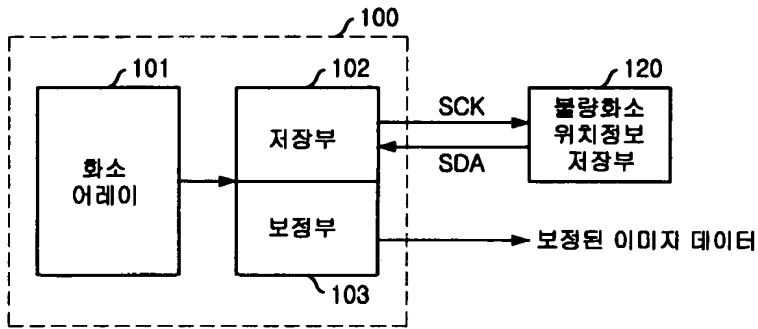 100
101
화소
어레이
102
저장부
보정부
103
SCK
SDA
120
불량화소
위치정보
저장부
보정된 이미자 데이터